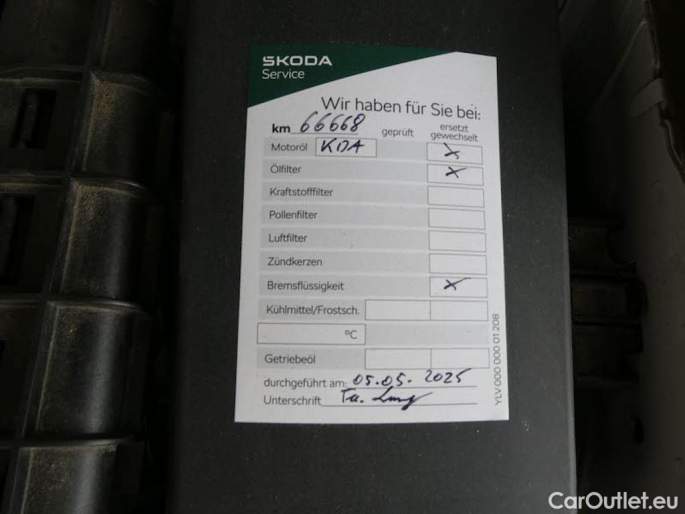 SKODA
Service
Wir haben für Sie bei:
km 66668 geprüft ersetzt gewechselt
Motoröl KDA X
Ölfilter X
Kraftstofffilter
Pollenfilter
Luftfilter
Zündkerzen
Bremsflüssigkeit X
Kühlmittel/Frostsch.
°C
Getriebeöl
durchgeführt am: 05.05.2025
Unterschrift
YLV 000 000 01 208
CarOutlet.eu